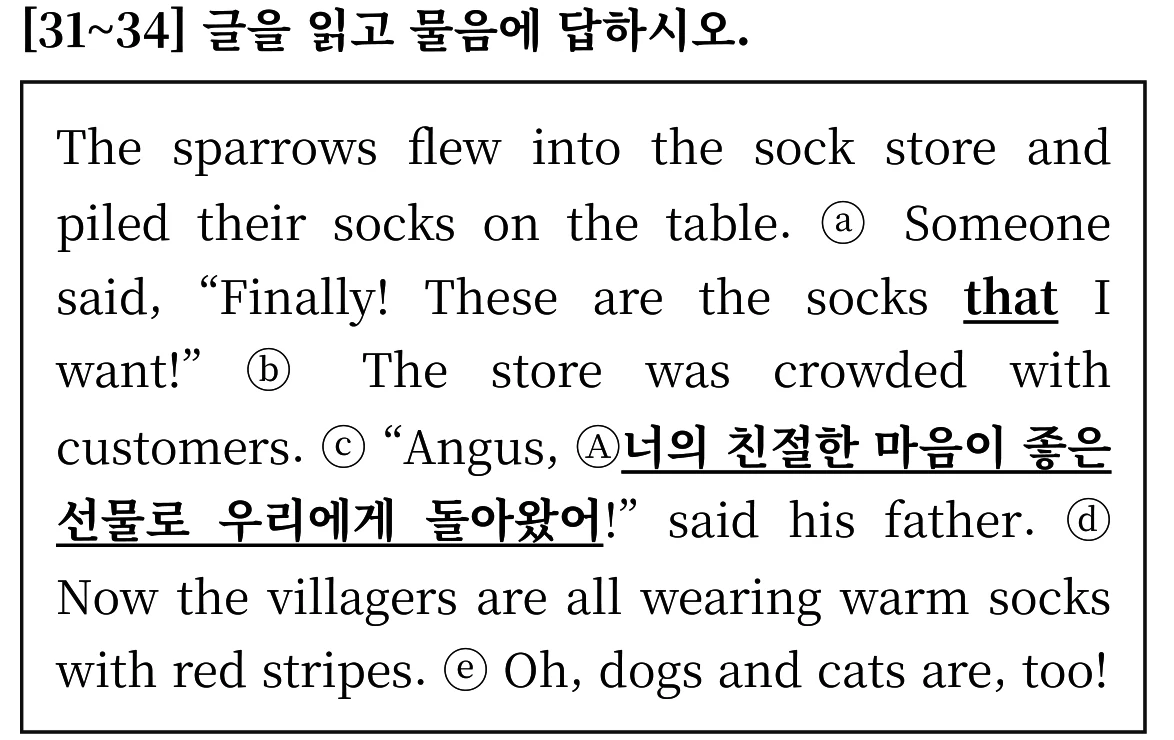 [31~34] 글을 읽고 물음에 답하시오.
The sparrows flew into the sock store and
piled their socks on the table. ⓐ Someone
said, “Finally! These are the socks that I
want!” ⓑ The store was crowded with
customers. ⓒ “Angus, Ⓐ너의 친절한 마음이 좋은
선물로 우리에게 돌아왔어!” said his father. ⓓ
Now the villagers are all wearing warm socks
with red stripes. ⓔ Oh, dogs and cats are, too!